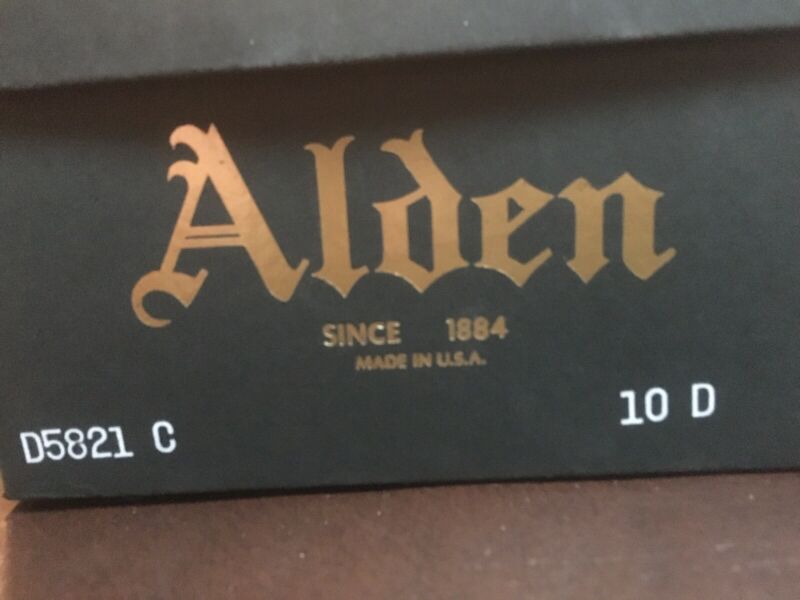 Alden
SINCE 1884
MADE IN U.S.A.
D5821 C 10 D